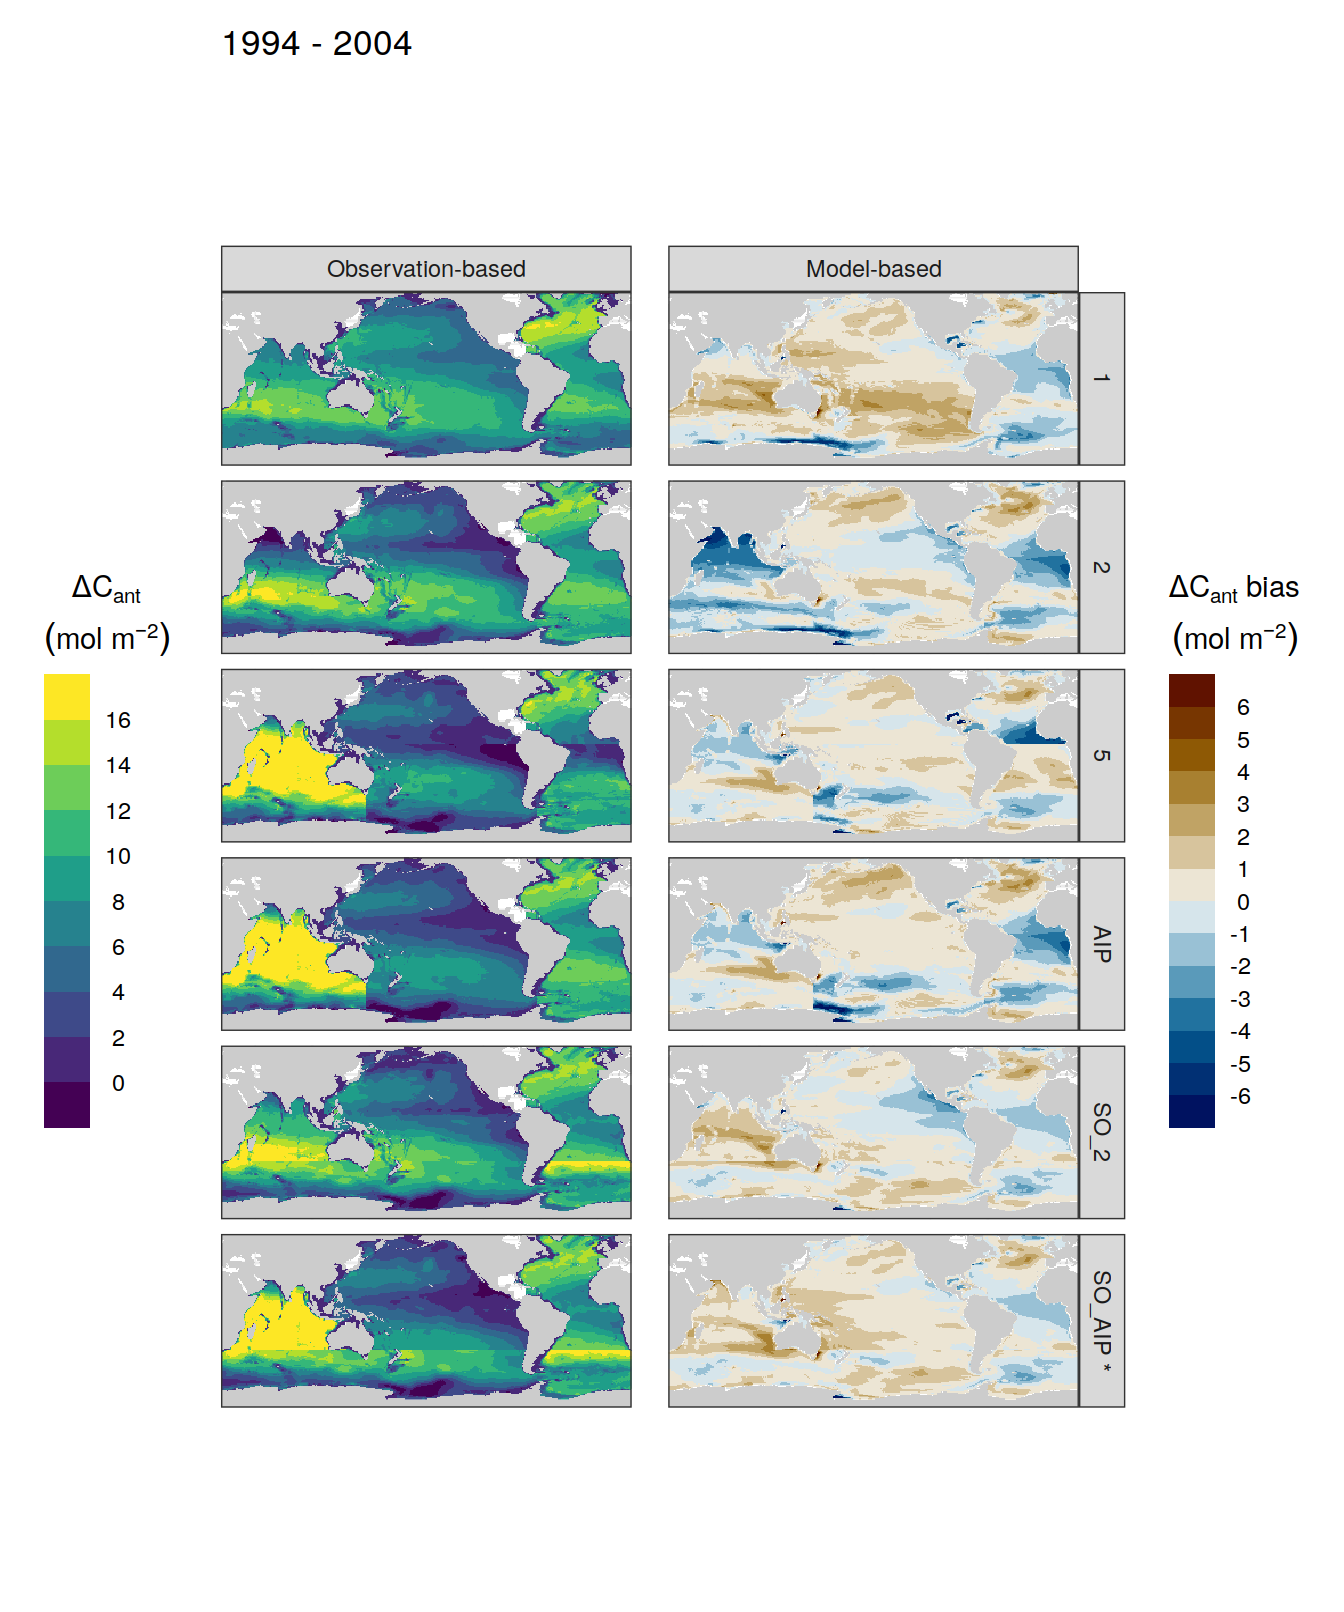 1994 - 2004
Observation-based
Model-based
1
2
5
AIP
SO_2
SO_AIP *
ΔCant
(mol m−2)
16
14
12
10
8
6
4
2
0
ΔCant bias
(mol m−2)
6
5
4
3
2
1
0
-1
-2
-3
-4
-5
-6